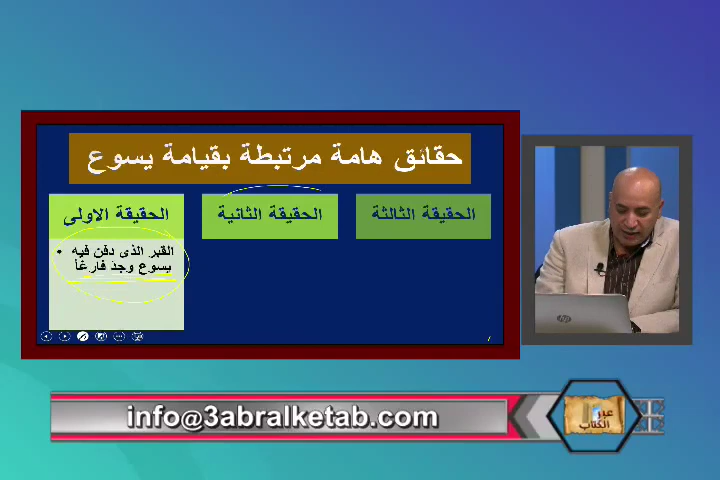 حقائق هامة مرتبطة بقيامة يسوع
الحقيقة الاولى
الحقيقة الثانية
الحقيقة الثالثة
• القبر الذى دفن فيه
يسوع وجد فارغاً
info@3abralketab.com
عبر
الكتاب
hp